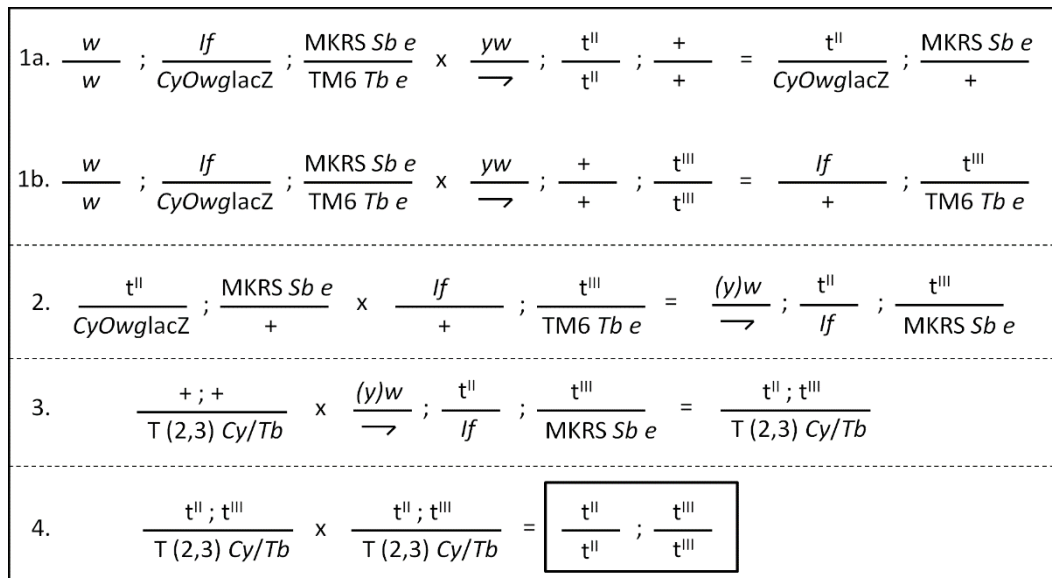 1a. w/w ; If/CyOwglacZ ; MKRS Sb e/TM6 Tb e x yw/⇁ ; tᴵᴵ/tᴵᴵ ; +/+ = tᴵᴵ/CyOwglacZ ; MKRS Sb e/+
1b. w/w ; If/CyOwglacZ ; MKRS Sb e/TM6 Tb e x yw/⇁ ; +/+ ; tᴵᴵᴵ/tᴵᴵᴵ = If/+ ; tᴵᴵᴵ/TM6 Tb e
2. tᴵᴵ/CyOwglacZ ; MKRS Sb e/+ x If/+ ; tᴵᴵᴵ/TM6 Tb e = (y)w/⇁ ; tᴵᴵ/If ; tᴵᴵᴵ/MKRS Sb e
3. + ; +/T (2,3) Cy/Tb x (y)w/⇁ ; tᴵᴵ/If ; tᴵᴵᴵ/MKRS Sb e = tᴵᴵ ; tᴵᴵᴵ/T (2,3) Cy/Tb
4. tᴵᴵ ; tᴵᴵᴵ/T (2,3) Cy/Tb x tᴵᴵ ; tᴵᴵᴵ/T (2,3) Cy/Tb = tᴵᴵ/tᴵᴵ ; tᴵᴵᴵ/tᴵᴵᴵ